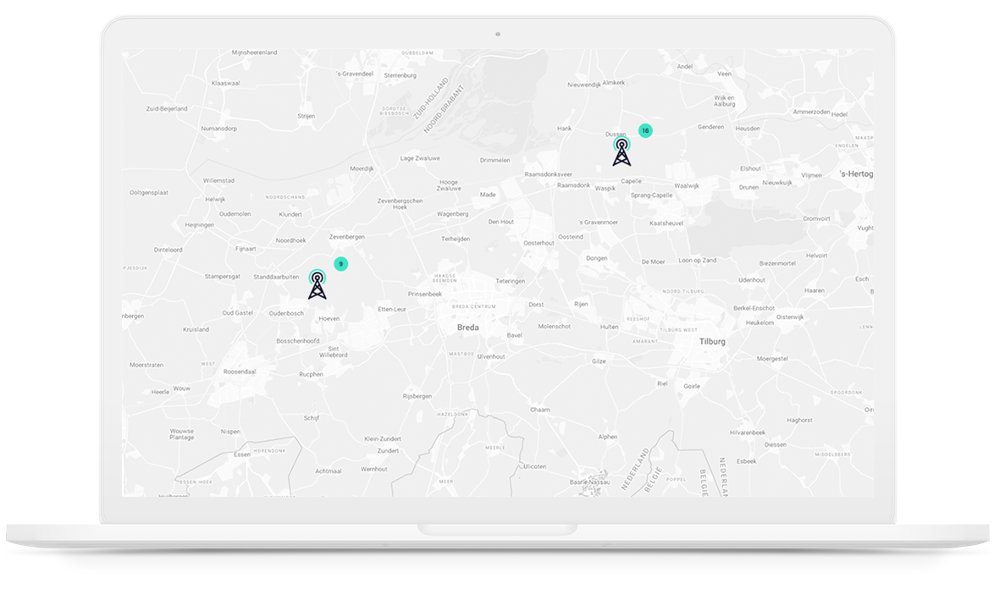 Mijnsheerenland
DUBBELDAM
's-Gravendeel
Sterrenburg
Andel
Veen
Klaaswaal
Nieuwendijk
Almkerk
ZUID-HOLLAND
NOORD-BRABANT
Wijk en
Aalburg
Zuid-Beijerland
Strijen
DORDTSE
BIESBOSCH
Ammerzoden
Hedel
Numansdorp
Hank
Dussen
16
Genderen
Heusden
MAASP
ENGELEN
Lage Zwaluwe
Drimmelen
Moerdijk
Raamsdonksveer
Elshout
Vlijmen
's-Hertog
Willemstad
Hooge
Zwaluwe
Raamsdonk
Capelle
Waspik
Waalwijk
Nieuwkuijk
Drunen
Ooltgensplaat
Helwijk
NOORDSCHANS
Made
Sprang-Capelle
Zevenbergschen
Hoek
Oudemolen
Klundert
Wagenberg
Den Hout
's Gravenmoer
Kaatsheuvel
Cromvoirt
Vught
Heijningen
Noordhoek
Zevenbergen
Terheijden
Oosterhout
Oosteind
Dinteloord
Fijnaart
Dongen
De Moer
Loon op Zand
Helvoirt
Biezenmortel
9
PJESDIJK
Stampersgat
Standdaarbuiten
HAAGSE
BEEMDEN
Teteringen
Udenhout
Esch
Prinsenbeek
NOORD-TILBURG
Haaren
B
BREDA CENTRUM
Dorst
Rijen
Berkel-Enschot
nbergen
Oud Gastel
Oudenbosch
Hoeven
Etten-Leur
REESHOF
Oisterwijk
Heukelom
Kruisland
Breda
Molenschot
Hulten
TILBURG WEST
LENN
Bavel
Bosschenhoofd
AMARANT
Tilburg
Sint
Willebrord
MASTBOS
Ulvenhout
Gilze
Moergestel
Moerstraten
WEST
Roosendaal
Rucphen
Riel
Goirle
Heerle
Wouw
Rijsbergen
SPOORDONK
Chaam
HAZELDONK
Schijf
Haghorst
Wouwse
Plantage
Nispen
Klein-Zundert
Alphen
Hilvarenbeek
Diessen
Essen
HORENDONK
Zundert
MEERLE
MIDDELBEERS
Achtmaal
Wernhout
Ulicoten
NEDERLAND
BELGIE
Esbeek
ESSEN-HOEK
MEER
Baarle-Nassau
POPPEL
BELGIE
NEDERLAN